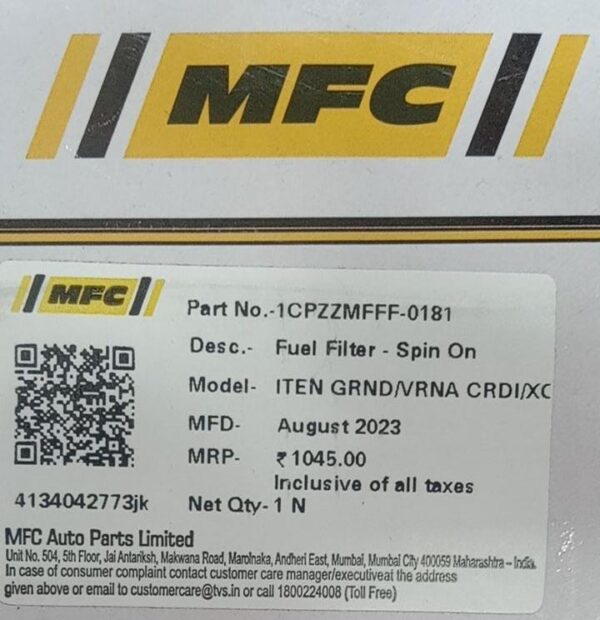 MFC
MFC
Part No.-1CPZZMFFF-0181
Desc.- Fuel Filter - Spin On
Model- ITEN GRND/VRNA CRDI/XC
MFD- August 2023
MRP- ₹1045.00
Inclusive of all taxes
4134042773jk Net Qty- 1 N
MFC Auto Parts Limited
Unit No. 504, 5th Floor, Jai Antariksh, Makwana Road, Marolnaka, Andheri East, Mumbai, Mumbai City 400059 Maharashtra – India.
In case of consumer complaint contact customer care manager/executiveat the address
given above or email to customercare@tvs.in or call 1800224008 (Toll Free)